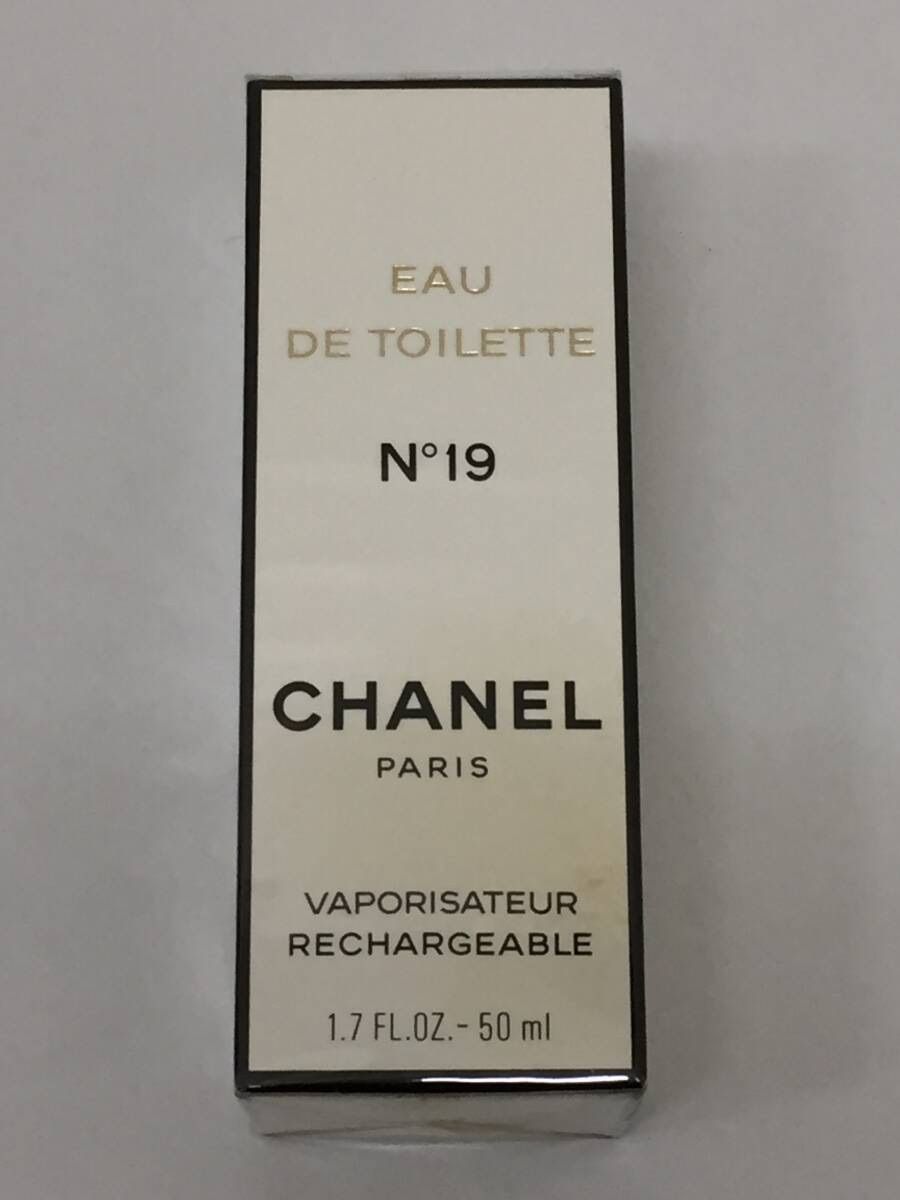 EAU
DE TOILETTE
N°19
CHANEL
PARIS
VAPORISATEUR
RECHARGEABLE
1.7 FL.OZ.- 50 ml